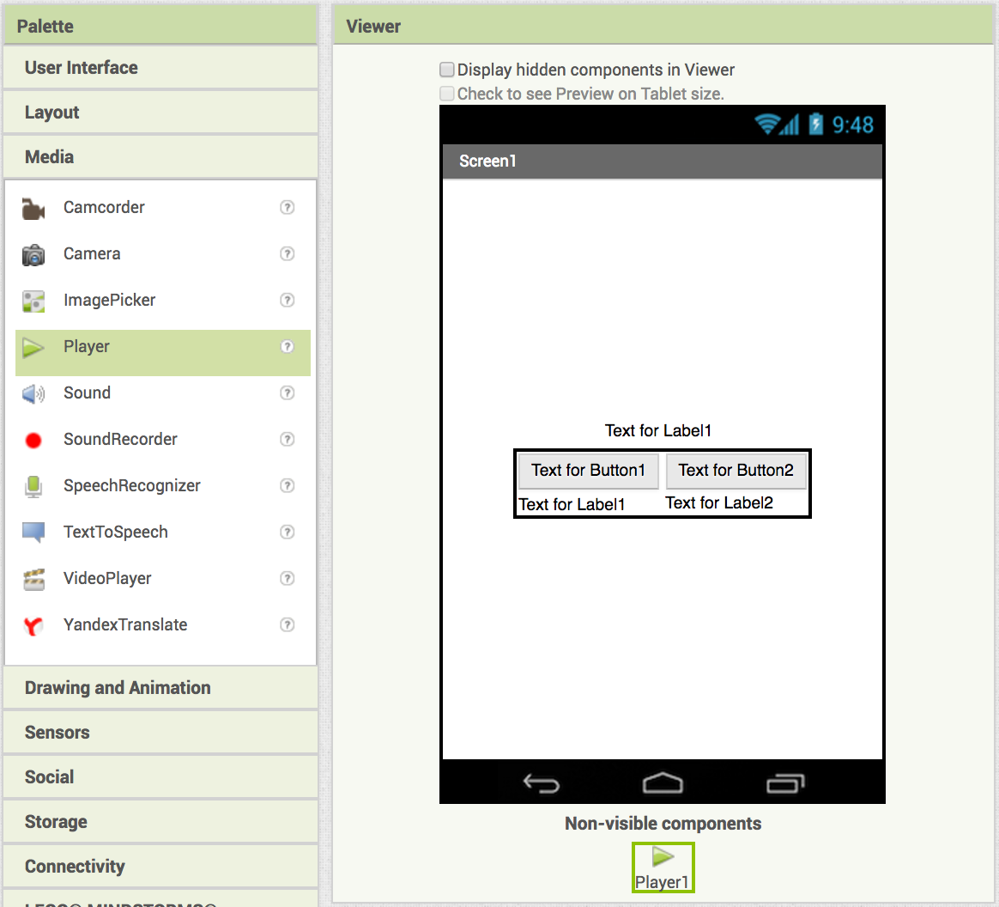 Palette
User Interface
Layout
Media
Camcorder ?
Camera ?
ImagePicker ?
Player ?
Sound ?
SoundRecorder ?
SpeechRecognizer ?
TextToSpeech ?
VideoPlayer ?
YandexTranslate ?
Drawing and Animation
Sensors
Social
Storage
Connectivity
LEGO® MINDSTORMS®
Viewer
Display hidden components in Viewer
Check to see Preview on Tablet size.
9:48
Screen1
Text for Label1
Text for Button1 Text for Button2
Text for Label1 Text for Label2
Non-visible components
Player1